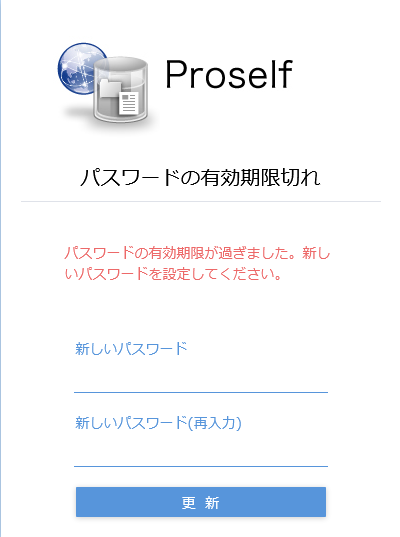 Proself
パスワードの有効期限切れ
パスワードの有効期限が過ぎました。新し
いパスワードを設定してください。
新しいパスワード
新しいパスワード(再入力)
更 新